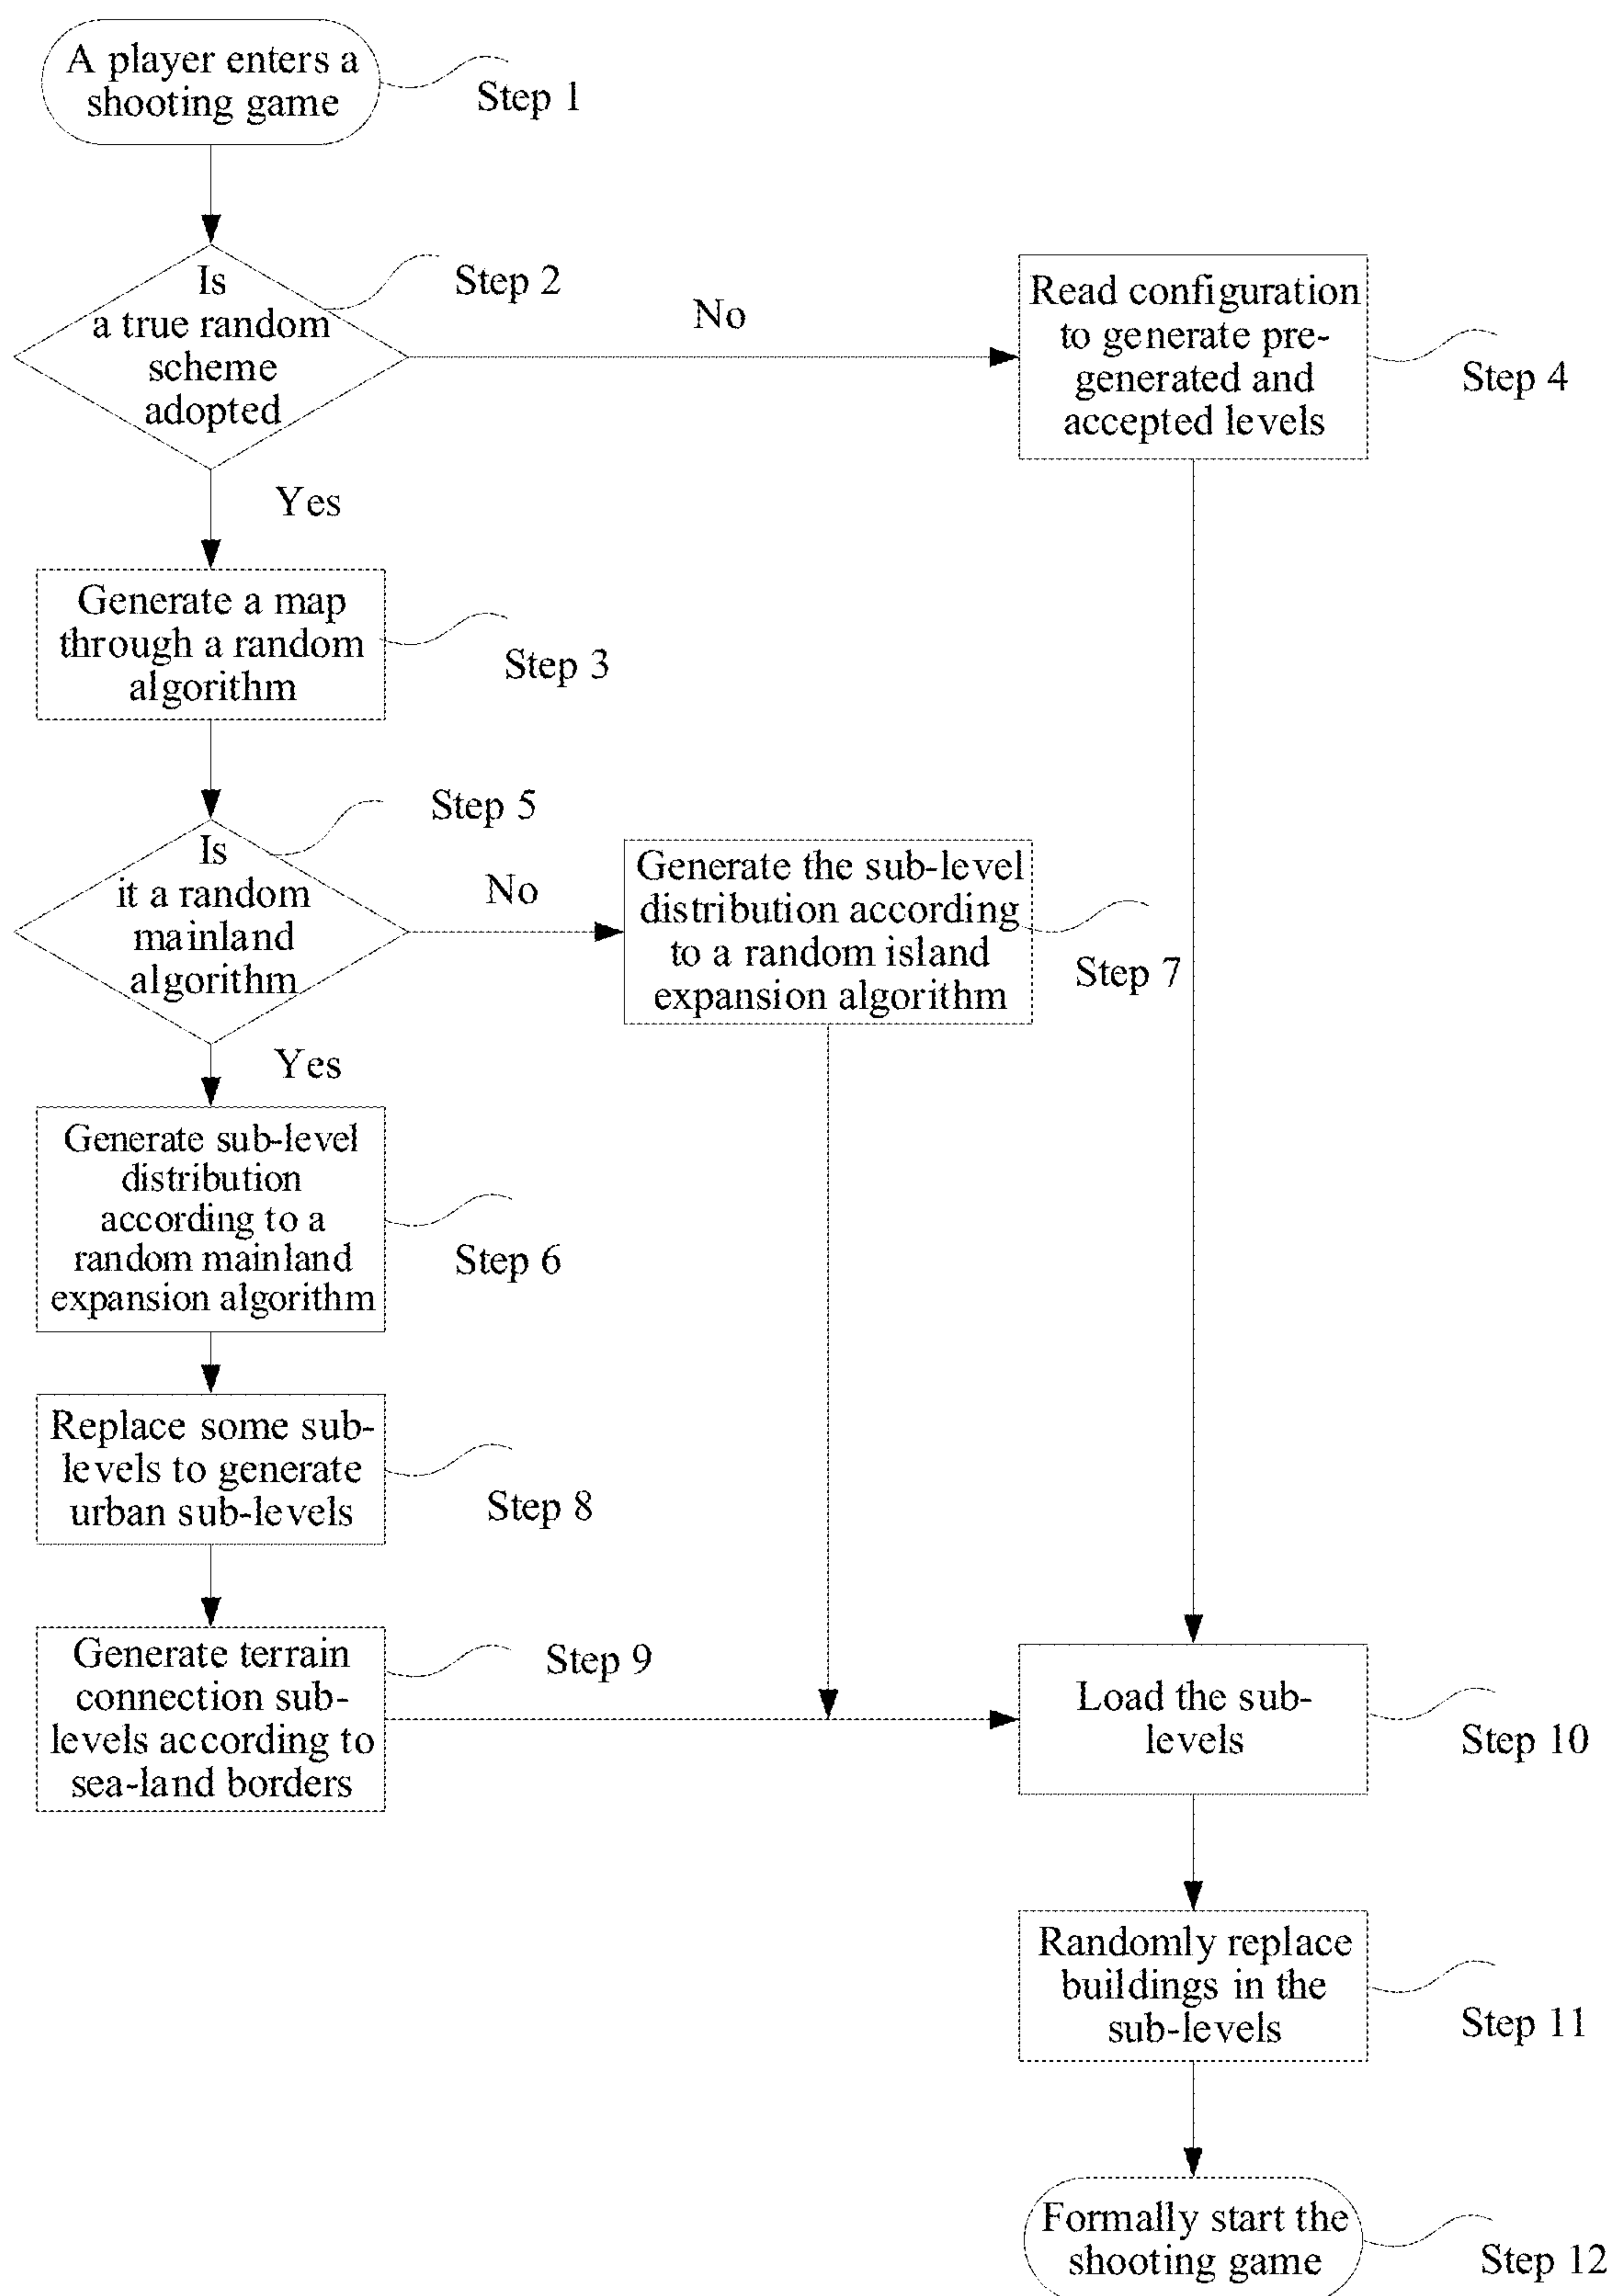 A player enters a
shooting game
Step 1
Is
a true random
scheme
adopted
Step 2
No
Read configuration
to generate pre-
generated and
accepted levels
Step 4
Yes
Generate a map
through a random
algorithm
Step 3
Is
it a random
mainland
algorithm
Step 5
No
Generate the sub-level
distribution according
to a random island
expansion algorithm
Step 7
Yes
Generate sub-level
distribution
according to a
random mainland
expansion algorithm
Step 6
Replace some sub-
levels to generate
urban sub-levels
Step 8
Generate terrain
connection sub-
levels according to
sea-land borders
Step 9
Load the sub-
levels
Step 10
Randomly replace
buildings in the
sub-levels
Step 11
Formally start the
shooting game
Step 12